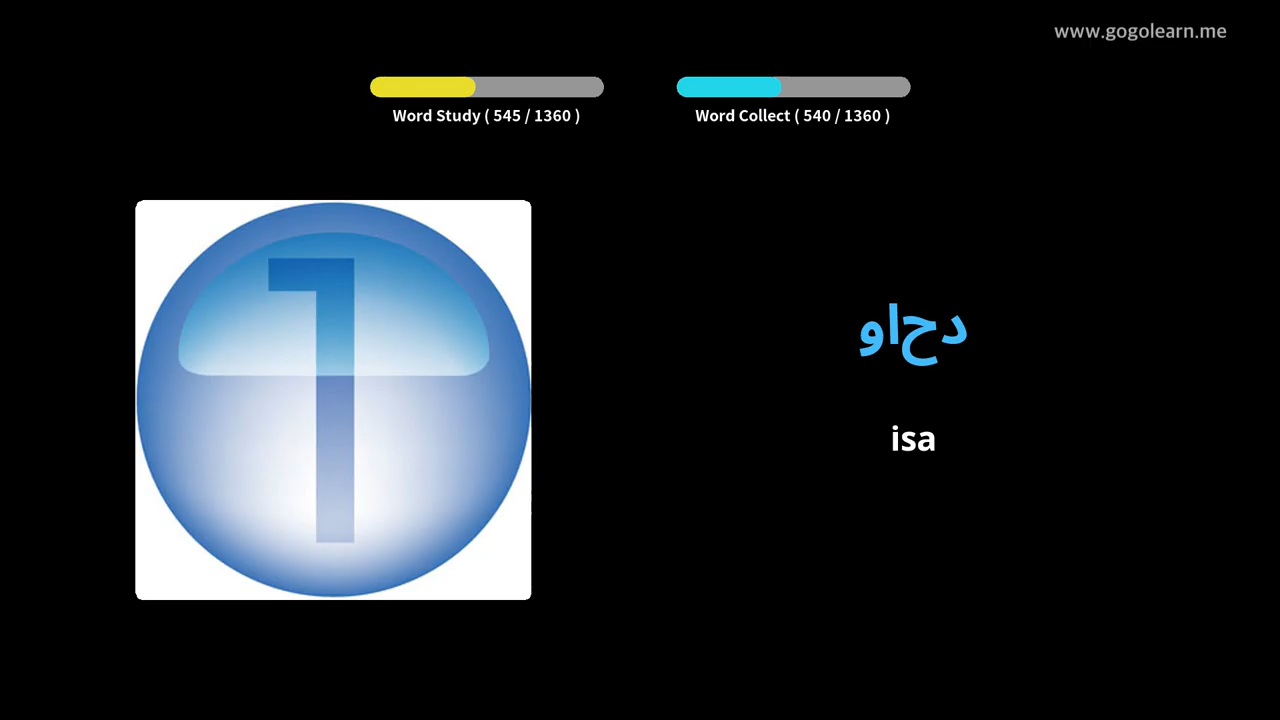 www.gogolearn.me
Word Study ( 545 / 1360 )
Word Collect ( 540 / 1360 )
1
دحاو
isa